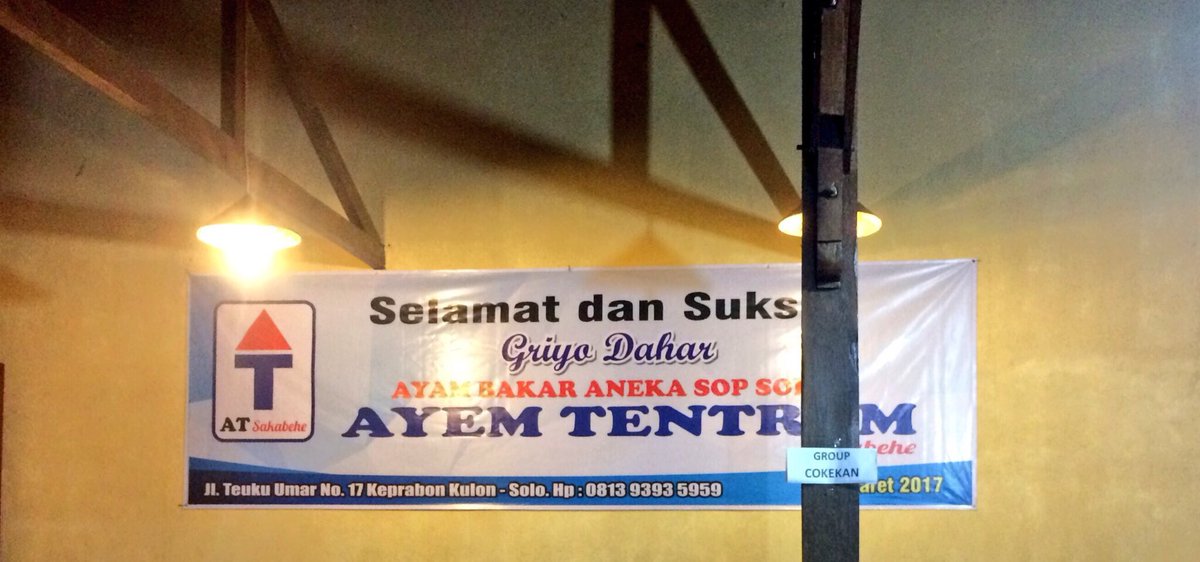 Selamat dan Suks
Griyo Dahar
AYAM BAKAR ANEKA SOP SO
AYEM TENTR M
T
AT Sakabehe
behe
GROUP
COKEKAN
Jl. Teuku Umar No. 17 Keprabon Kulon - Solo. Hp : 0813 9393 5959
aret 2017